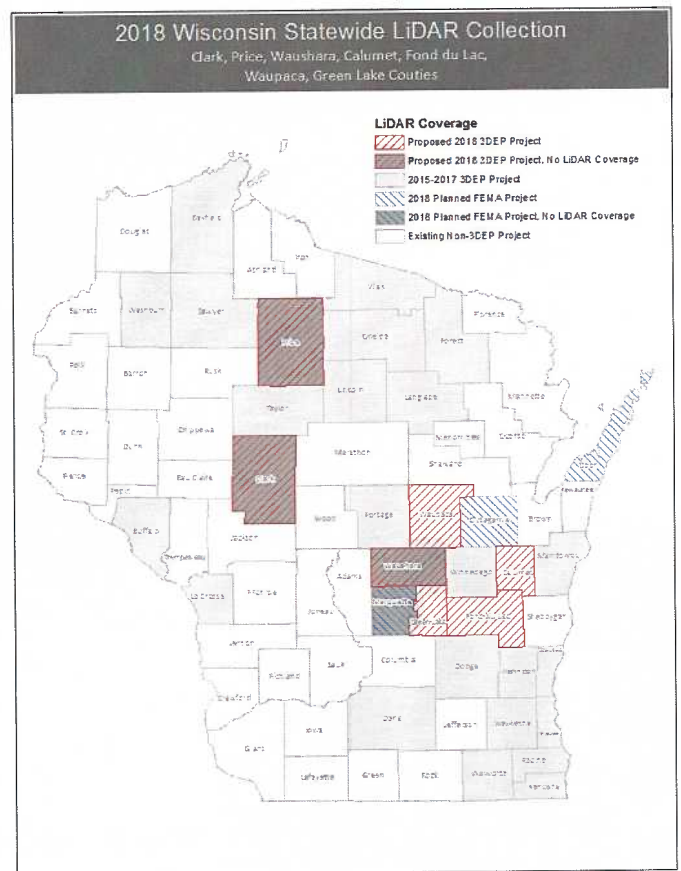 2018 Wisconsin Statewide LiDAR Collection
Clark, Price, Waushara, Calumet, Fond du Lac,
Waupaca, Green Lake Couties
LiDAR Coverage
Proposed 2018 3DEP Project
Proposed 2018 3DEP Project, No LiDAR Coverage
2015-2017 3DEP Project
2018 Planned FEMA Project
2018 Planned FEMA Project, No LiDAR Coverage
Existing Non-3DEP Project
Douglas
Bayfield
Ashland
Iron
Vilas
Burnett
Washburn
Sawyer
Price
Oneida
Forest
Florence
Polk
Barron
Rusk
Lincoln
Langlade
Marinette
Taylor
St. Croix
Dunn
Chippewa
Marathon
Menominee
Oconto
Door
Pierce
Pepin
Eau Claire
Clark
Shawano
Kewaunee
Buffalo
Trempealeau
Jackson
Wood
Portage
Waupaca
Outagamie
Brown
La Crosse
Monroe
Juneau
Adams
Waushara
Winnebago
Calumet
Manitowoc
Marquette
Green Lake
Fond du Lac
Sheboygan
Vernon
Crawford
Richland
Sauk
Columbia
Dodge
Grant
Iowa
Dane
Jefferson
Waukesha
Lafayette
Green
Rock
Walworth
Racine
Kenosha